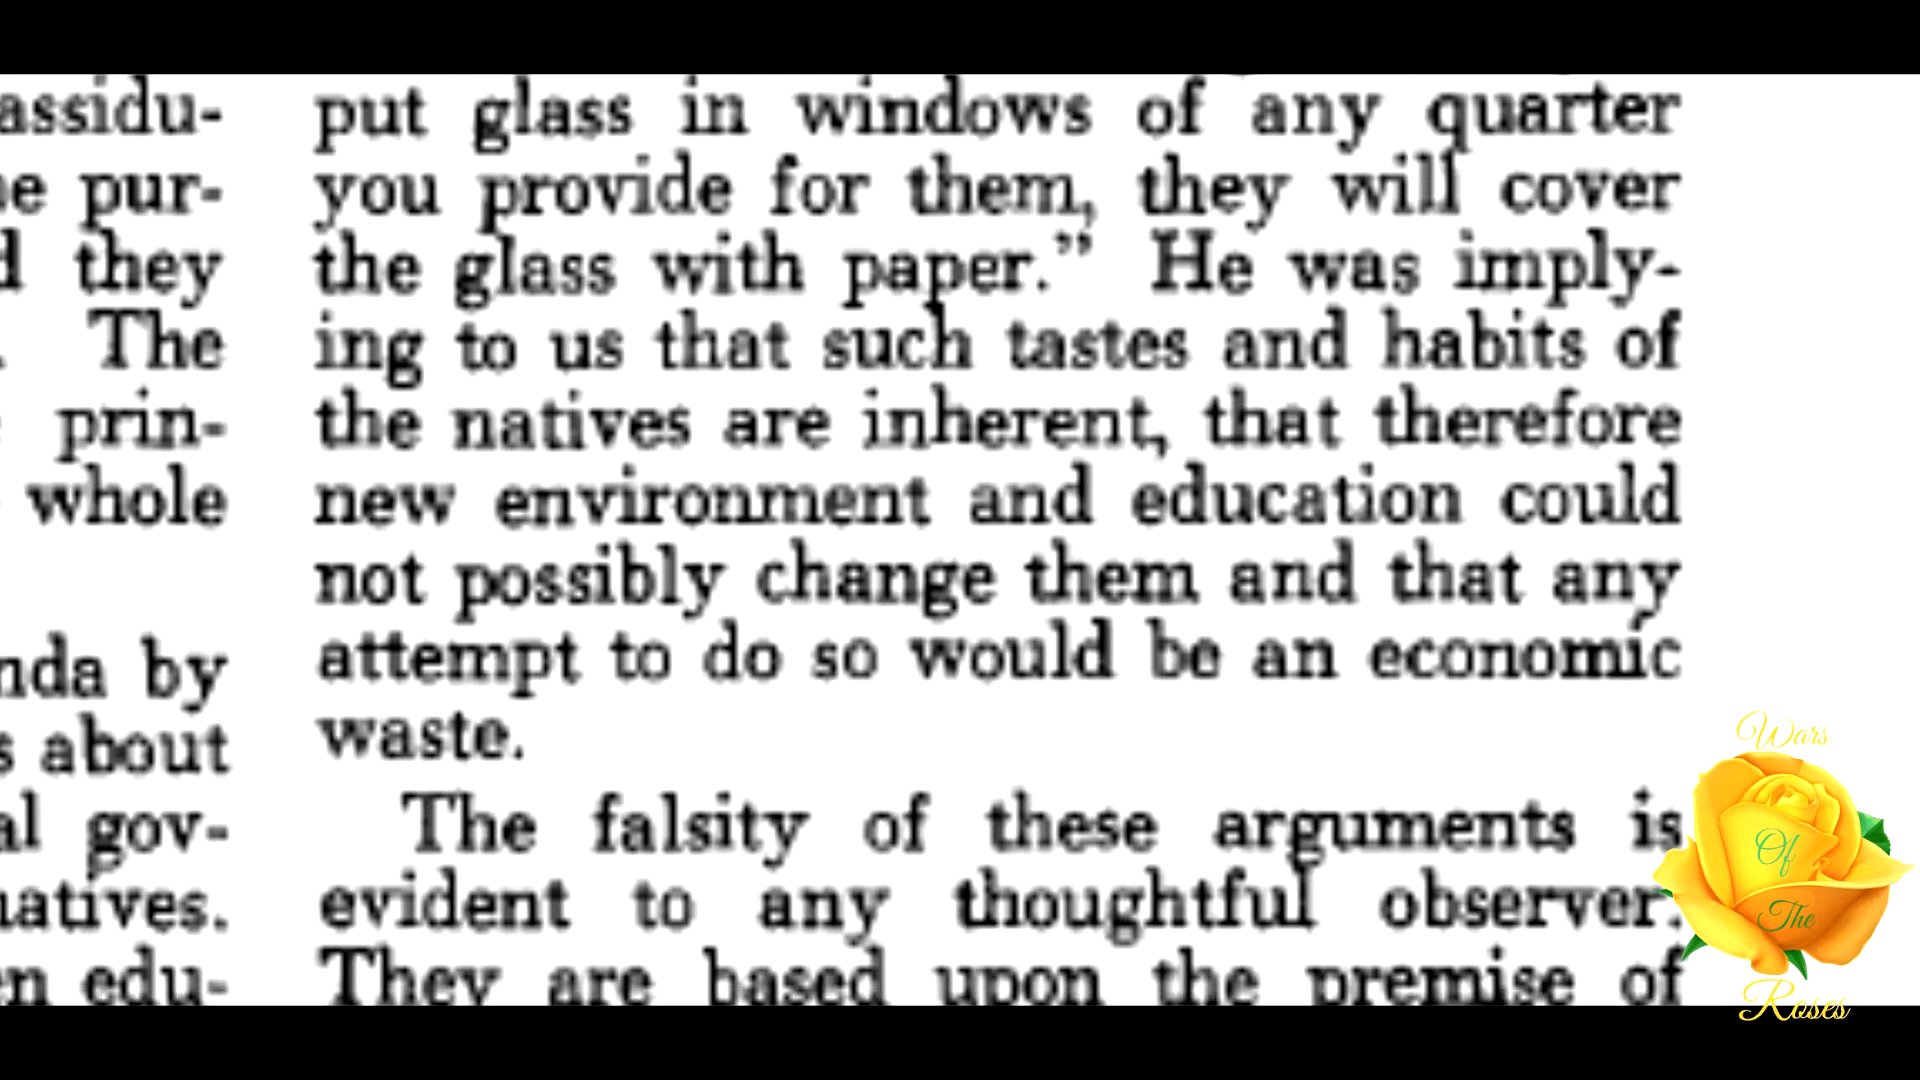 assidu-
pur-
they
The
prin-
whole
by
about
gov-
natives.
edu-
put glass in windows of any quarter
you provide for them, they will cover
the glass with paper.” He was imply-
ing to us that such tastes and habits of
the natives are inherent, that therefore
new environment and education could
not possibly change them and that any
attempt to do so would be an economic
waste.
The falsity of these arguments is
evident to any thoughtful observer.
They are based upon the premise of
Wars
Of
The
Roses